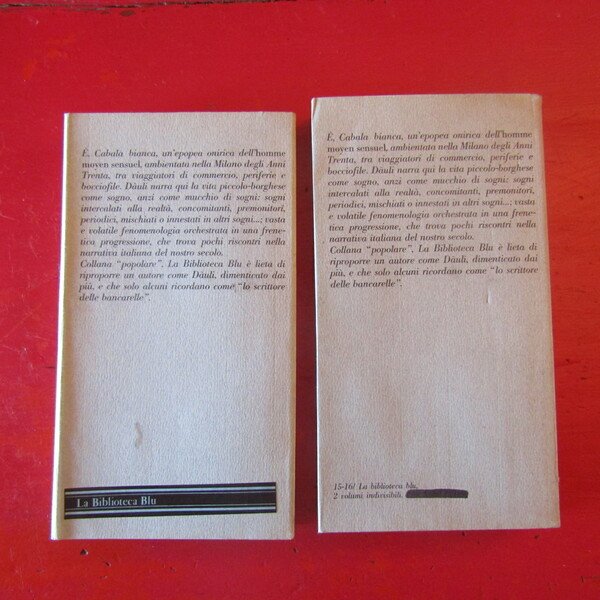 È, Cabala bianca, un'epopea onirica dell'homme
moyen sensuel, ambientata nella Milano degli Anni
Trenta, tra viaggiatori di commercio, periferie e
bocciofile. Dàuli narra qui la vita piccolo-borghese
come sogno, anzi come mucchio di sogni: sogni
intercalati alla realtà, concomitanti, premonitori,
periodici, mischiati o innestati in altri sogni...; vasta
e volatile fenomenologia orchestrata in una frene-
tica progressione, che trova pochi riscontri nella
narrativa italiana del nostro secolo.
Collana "popolare". La Biblioteca Blu è lieta di
riproporre un autore come Dàuli, dimenticato dai
più, e che solo alcuni ricordano come "lo scrittore
delle bancarelle".
La Biblioteca Blu
È, Cabala bianca, un'epopea onirica dell'homme
moyen sensuel, ambientata nella Milano degli Anni
Trenta, tra viaggiatori di commercio, periferie e
bocciofile. Dàuli narra qui la vita piccolo-borghese
come sogno, anzi come mucchio di sogni: sogni
intercalati alla realtà, concomitanti, premonitori,
periodici, mischiati o innestati in altri sogni...; vasta
e volatile fenomenologia orchestrata in una frene-
tica progressione, che trova pochi riscontri nella
narrativa italiana del nostro secolo.
Collana "popolare". La Biblioteca Blu è lieta di
riproporre un autore come Dàuli, dimenticato dai
più, e che solo alcuni ricordano come "lo scrittore
delle bancarelle".
15-16/ La biblioteca blu,
2 volumi indivisibili.